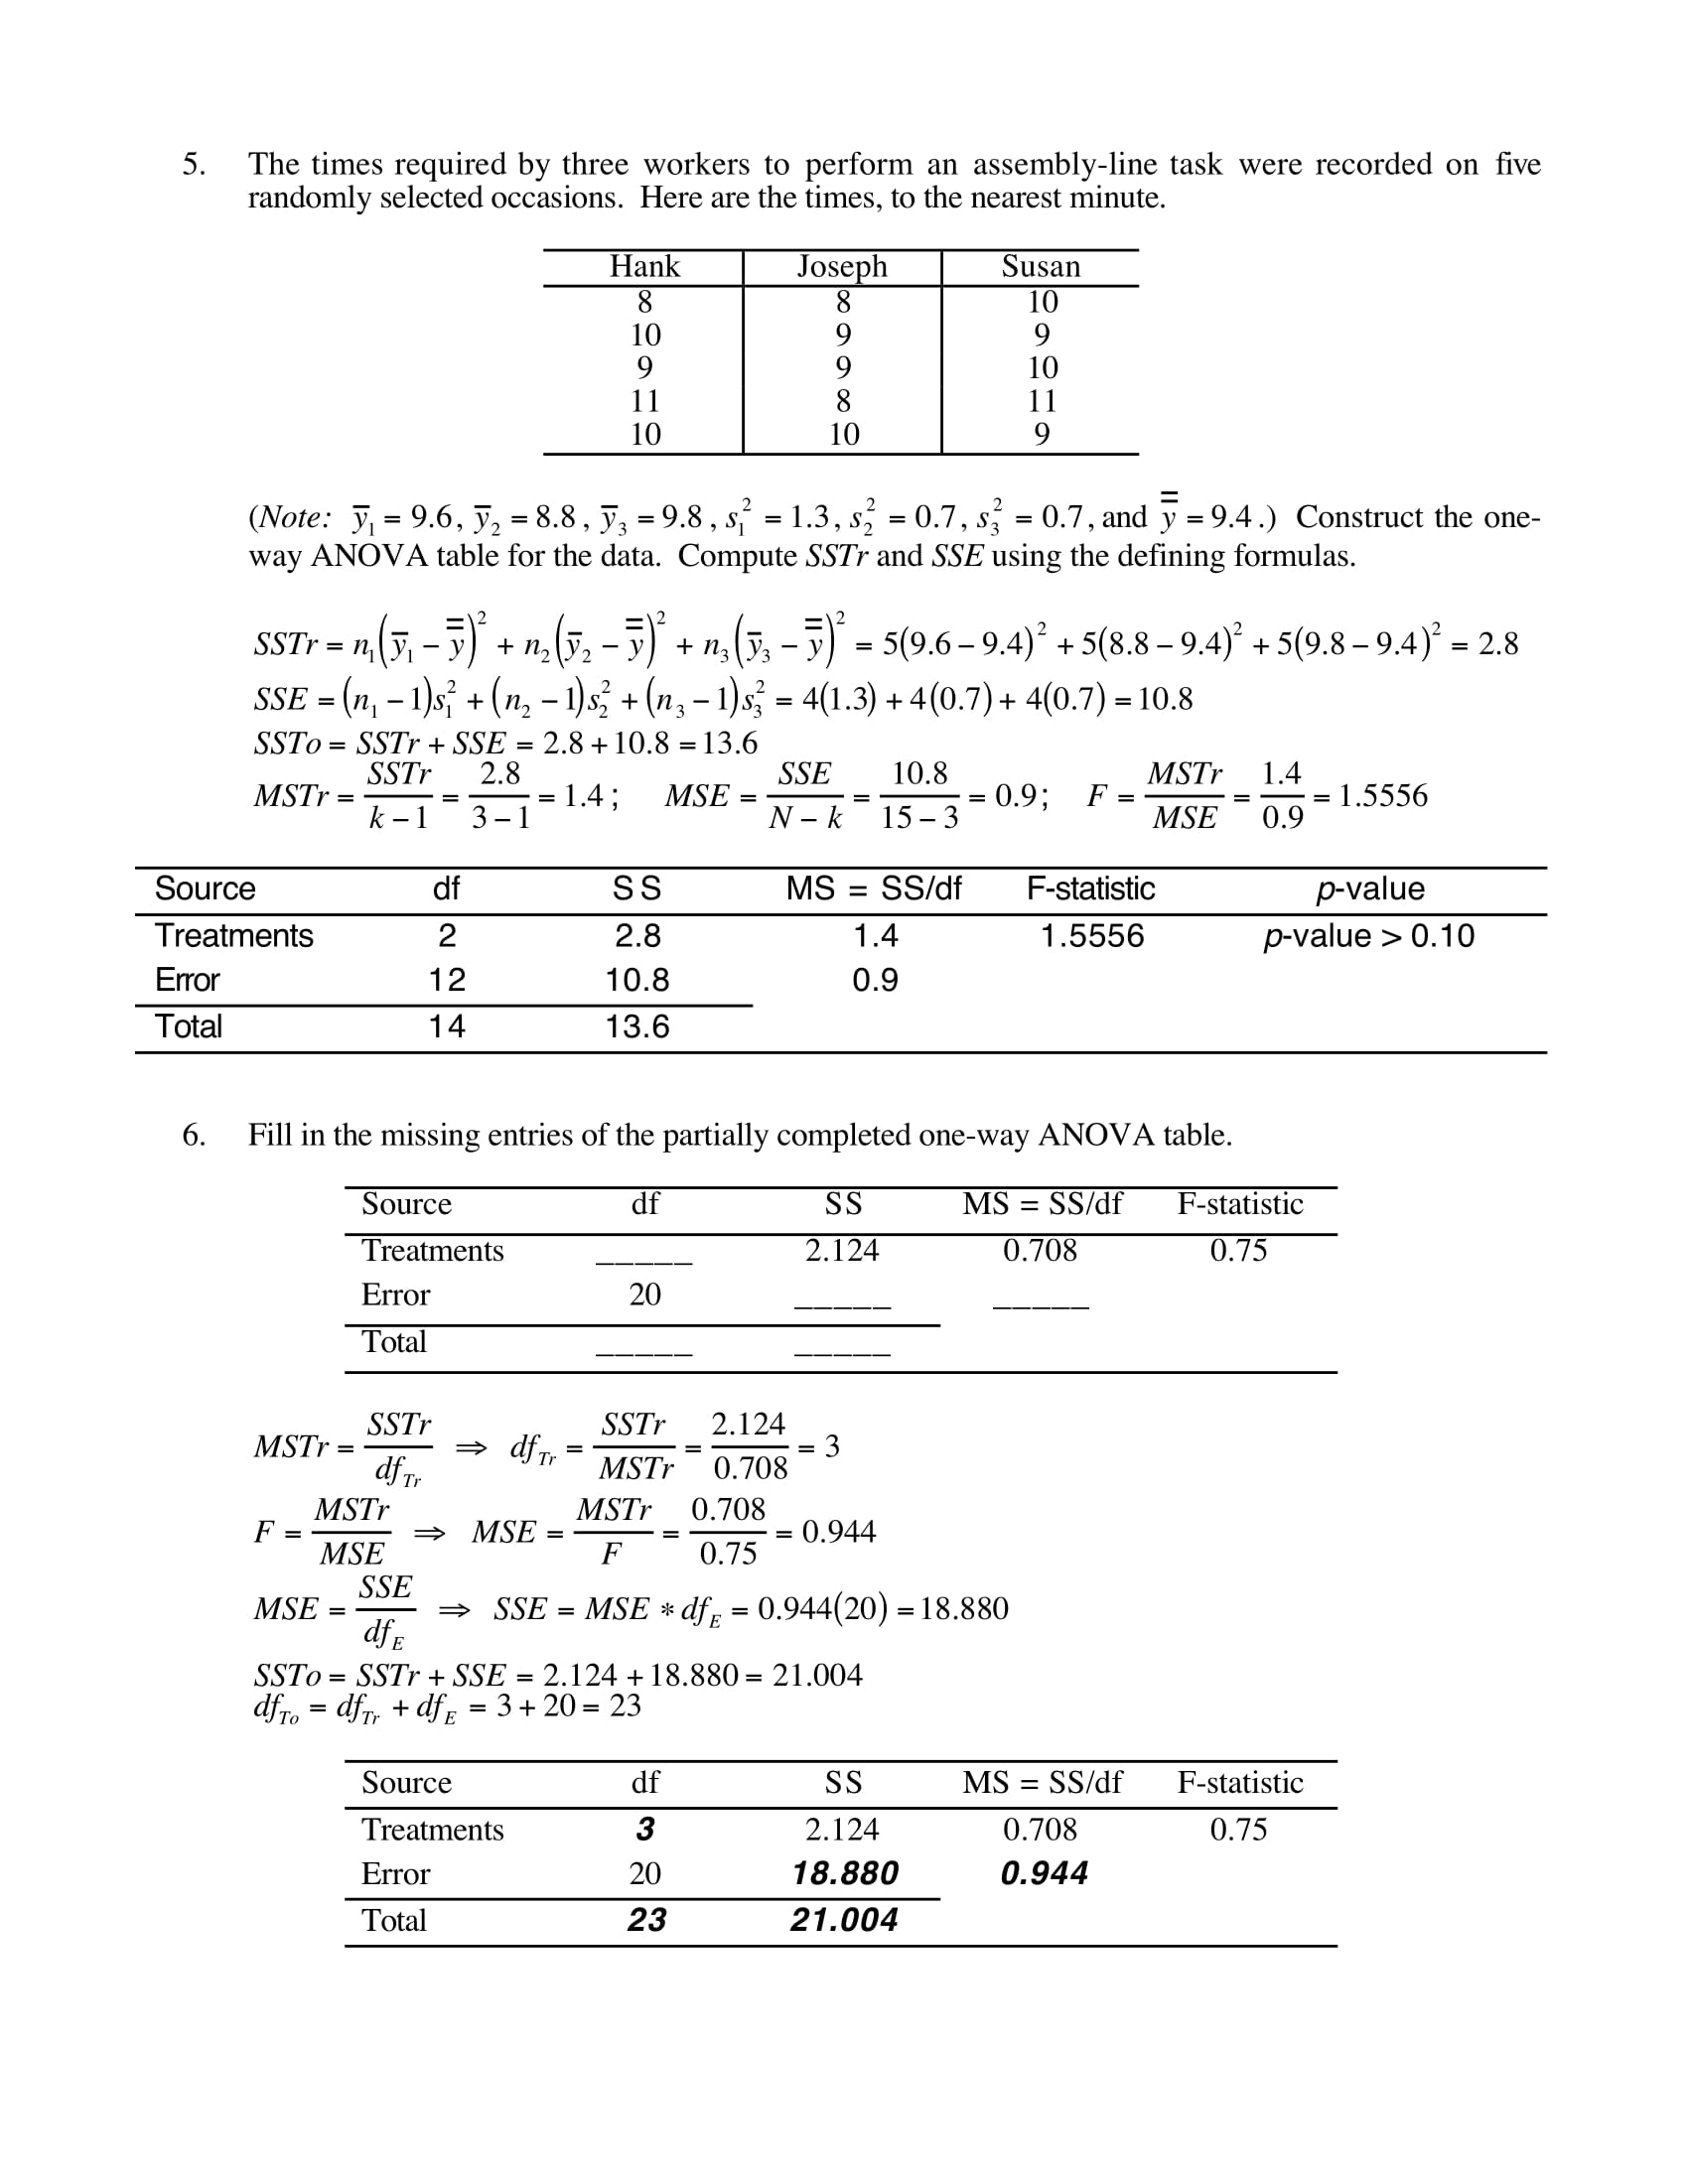 5. The times required by three workers to perform an assembly-line task were recorded on five
randomly selected occasions. Here are the times, to the nearest minute.
Hank Joseph Susan
8 8 10
10 9 9
9 9 10
11 8 11
10 10 9
(Note: y̅₁ = 9.6, y̅₂ = 8.8, y̅₃ = 9.8, s₁² = 1.3, s₂² = 0.7, s₃² = 0.7, and y̿ = 9.4.) Construct the one-
way ANOVA table for the data. Compute SSTr and SSE using the defining formulas.
SSTr = n₁(y̅₁ − y̿)² + n₂(y̅₂ − y̿)² + n₃(y̅₃ − y̿)² = 5(9.6 − 9.4)² + 5(8.8 − 9.4)² + 5(9.8 − 9.4)² = 2.8
SSE = (n₁ − 1)s₁² + (n₂ − 1)s₂² + (n₃ − 1)s₃² = 4(1.3) + 4(0.7) + 4(0.7) = 10.8
SSTo = SSTr + SSE = 2.8 + 10.8 = 13.6
MSTr = SSTr / (k − 1) = 2.8 / (3 − 1) = 1.4; MSE = SSE / (N − k) = 10.8 / (15 − 3) = 0.9; F = MSTr / MSE = 1.4 / 0.9 = 1.5556
Source df SS MS = SS/df F-statistic p-value
Treatments 2 2.8 1.4 1.5556 p-value > 0.10
Error 12 10.8 0.9
Total 14 13.6
6. Fill in the missing entries of the partially completed one-way ANOVA table.
Source df SS MS = SS/df F-statistic
Treatments _____ 2.124 0.708 0.75
Error 20 _____ _____
Total _____ _____
MSTr = SSTr / df_Tr ⇒ df_Tr = SSTr / MSTr = 2.124 / 0.708 = 3
F = MSTr / MSE ⇒ MSE = MSTr / F = 0.708 / 0.75 = 0.944
MSE = SSE / df_E ⇒ SSE = MSE * df_E = 0.944(20) = 18.880
SSTo = SSTr + SSE = 2.124 + 18.880 = 21.004
df_To = df_Tr + df_E = 3 + 20 = 23
Source df SS MS = SS/df F-statistic
Treatments 3 2.124 0.708 0.75
Error 20 18.880 0.944
Total 23 21.004